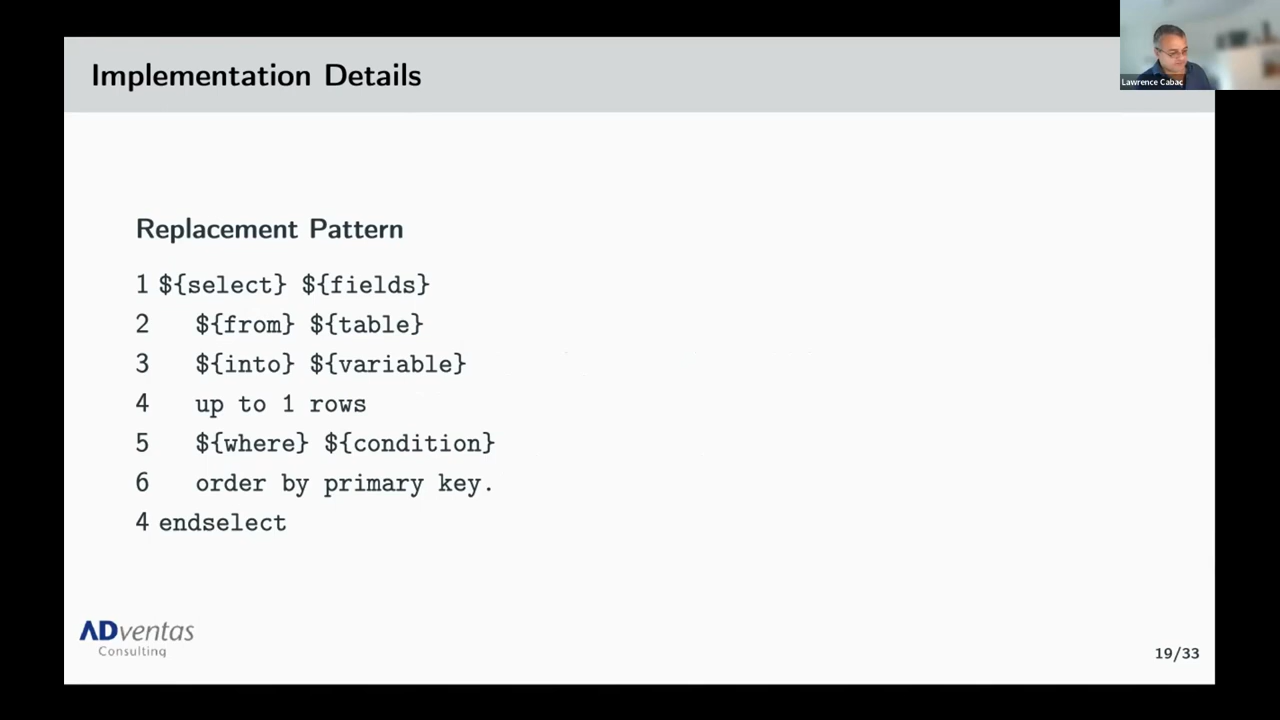 Implementation Details
Lawrence Cabac
Replacement Pattern
1 ${select} ${fields}
2 ${from} ${table}
3 ${into} ${variable}
4 up to 1 rows
5 ${where} ${condition}
6 order by primary key.
4 endselect
ADventas
Consulting
19/33